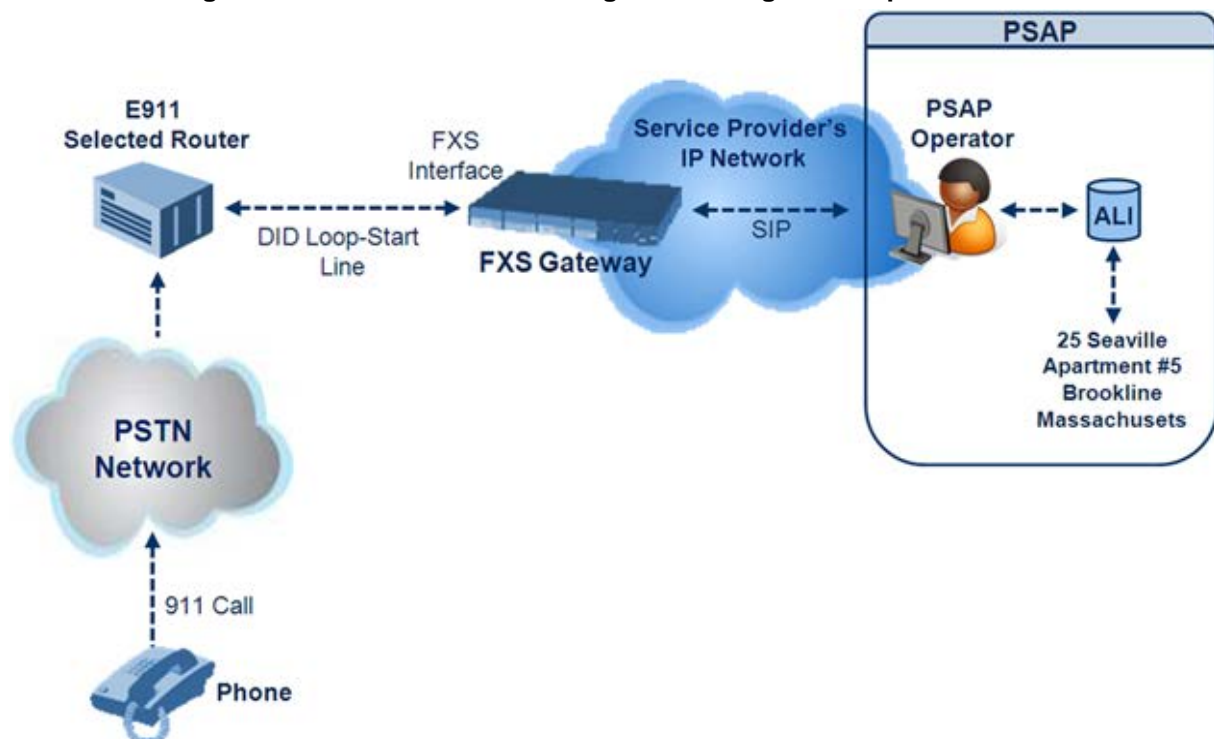 PSAP
E911
Selected Router
FXS
Interface
Service Provider's
IP Network
PSAP
Operator
DID Loop-Start
Line
FXS Gateway
SIP
ALI
25 Seaville
Apartment #5
Brookline
Massachusets
PSTN
Network
911 Call
Phone